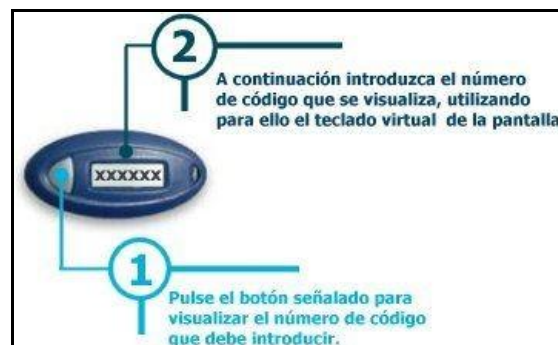 2
A continuación introduzca el número
de código que se visualiza, utilizando
para ello el teclado virtual de la pantalla
xxxxxx
1
Pulse el botón señalado para
visualizar el número de código
que debe introducir.